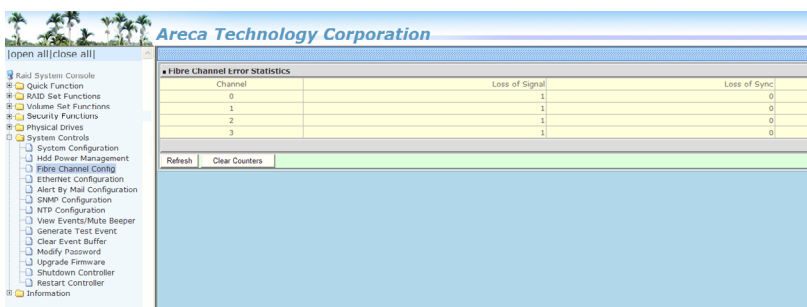 Areca Technology Corporation
|open all|close all|
Raid System Console
Quick Function
RAID Set Functions
Volume Set Functions
Security Functions
Physical Drives
System Controls
System Configuration
Hdd Power Management
Fibre Channel Config
EtherNet Configuration
Alert By Mail Configuration
SNMP Configuration
NTP Configuration
View Events/Mute Beeper
Generate Test Event
Clear Event Buffer
Modify Password
Upgrade Firmware
Shutdown Controller
Restart Controller
Information
Fibre Channel Error Statistics
Channel Loss of Signal Loss of Sync
0 1 0
1 1 0
2 1 0
3 1 0
Refresh Clear Counters